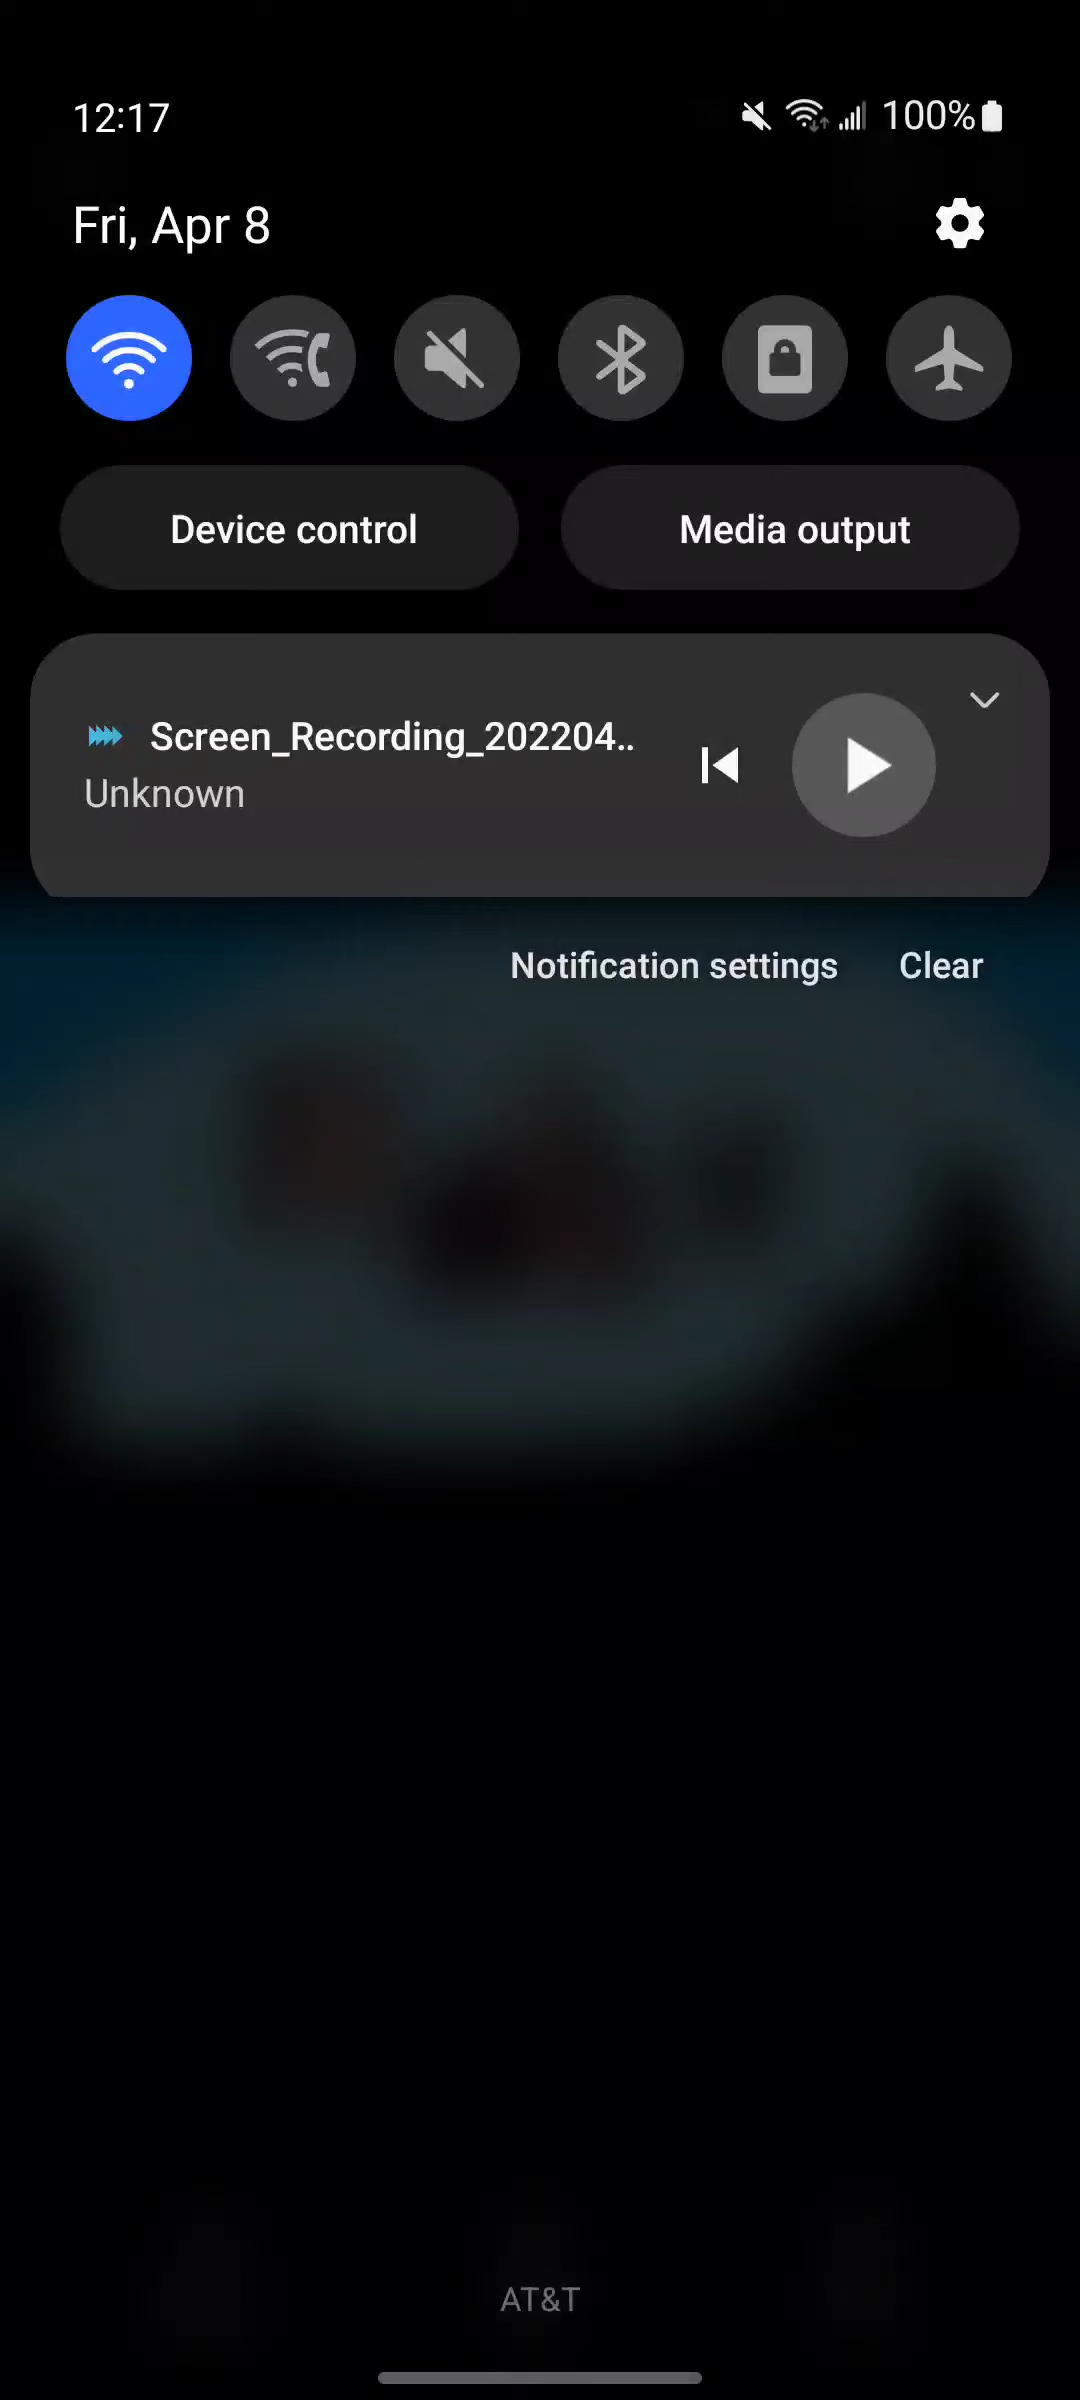 12:17
100%
Fri, Apr 8
Device control
Media output
Screen_Recording_202204..
Unknown
Notification settings
Clear
AT&T